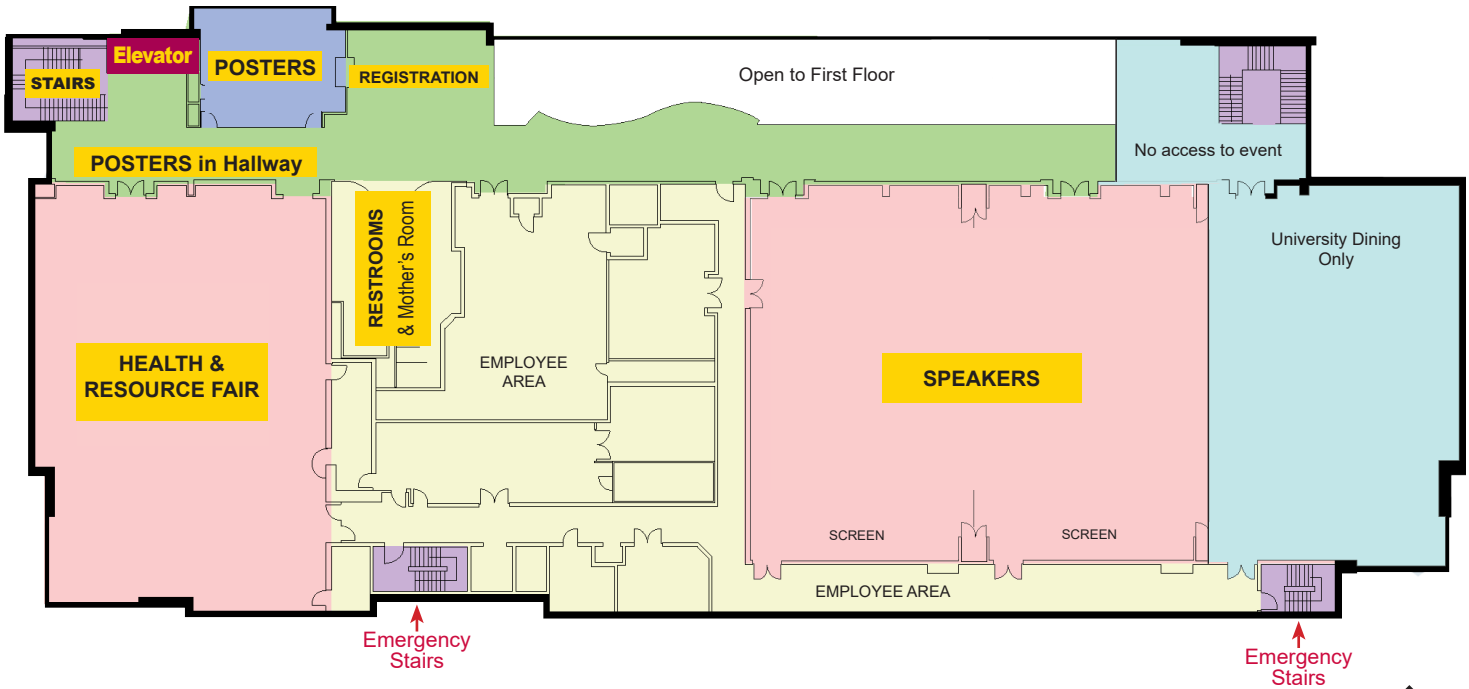 Elevator
STAIRS
POSTERS
REGISTRATION
Open to First Floor
POSTERS in Hallway
No access to event
RESTROOMS
& Mother's Room
University Dining
Only
HEALTH &
RESOURCE FAIR
EMPLOYEE
AREA
SPEAKERS
SCREEN
SCREEN
EMPLOYEE AREA
Emergency
Stairs
Emergency
Stairs